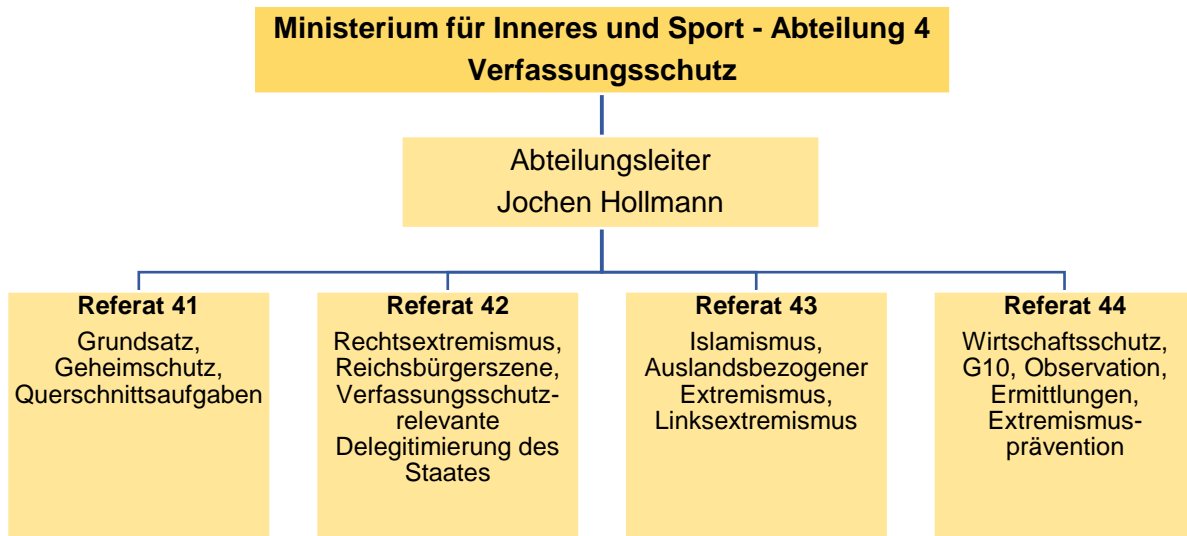 Ministerium für Inneres und Sport - Abteilung 4
Verfassungsschutz
Abteilungsleiter
Jochen Hollmann
Referat 41
Grundsatz,
Geheimschutz,
Querschnittsaufgaben
Referat 42
Rechtsextremismus,
Reichsbürgerszene,
Verfassungsschutz-
relevante
Delegitimierung des
Staates
Referat 43
Islamismus,
Auslandsbezogener
Extremismus,
Linksextremismus
Referat 44
Wirtschaftsschutz,
G10, Observation,
Ermittlungen,
Extremismus-
prävention